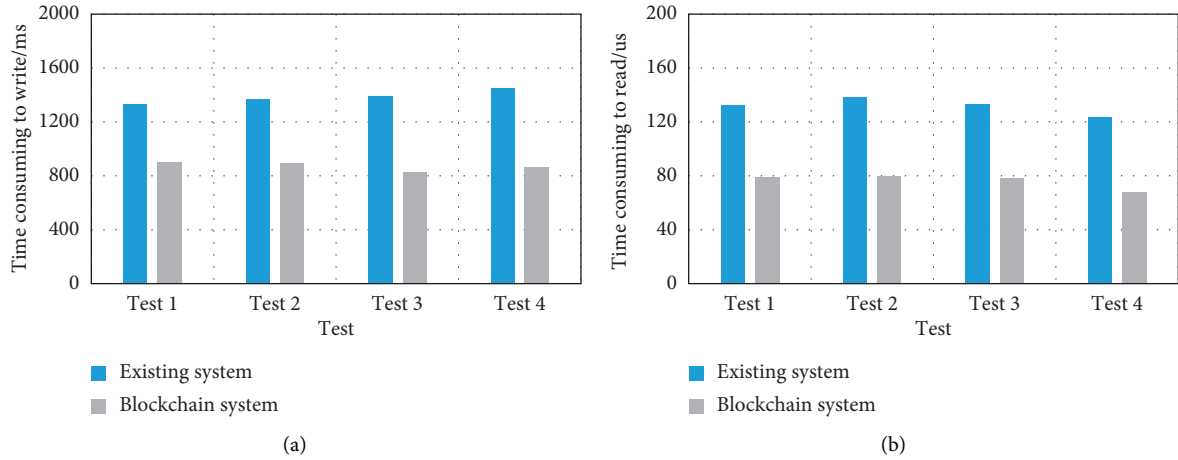 Time consuming to write/ms
2000
1600
1200
800
400
0
Test 1 Test 2 Test 3 Test 4
Test
Existing system
Blockchain system
(a)
Time consuming to read/us
200
160
120
80
40
0
Test 1 Test 2 Test 3 Test 4
Test
Existing system
Blockchain system
(b)